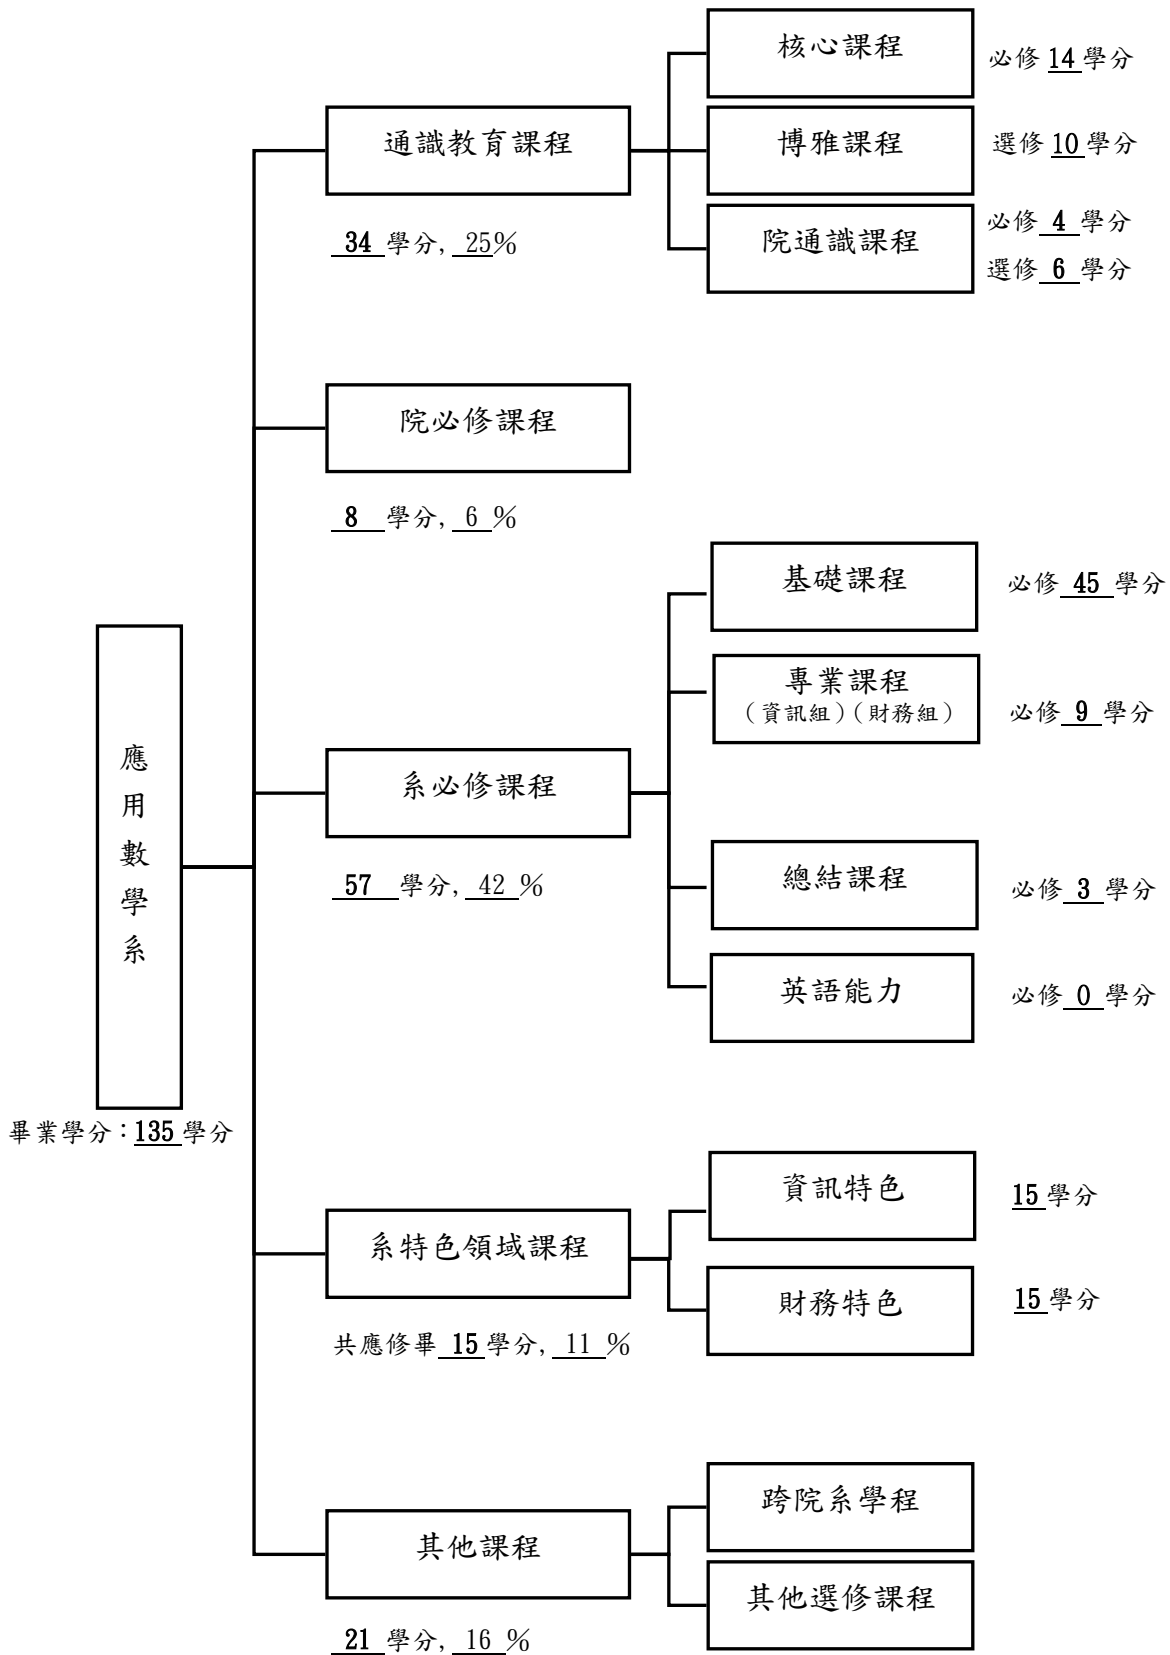 應用數學系
畢業學分：135 學分
通識教育課程
34 學分, 25%
核心課程
必修 14 學分
博雅課程
選修 10 學分
院通識課程
必修 4 學分
選修 6 學分
院必修課程
8 學分, 6 %
系必修課程
57 學分, 42 %
基礎課程
必修 45 學分
專業課程
（資訊組）（財務組）
必修 9 學分
總結課程
必修 3 學分
英語能力
必修 0 學分
系特色領域課程
共應修畢 15 學分, 11 %
資訊特色
15 學分
財務特色
15 學分
其他課程
21 學分, 16 %
跨院系學程
其他選修課程